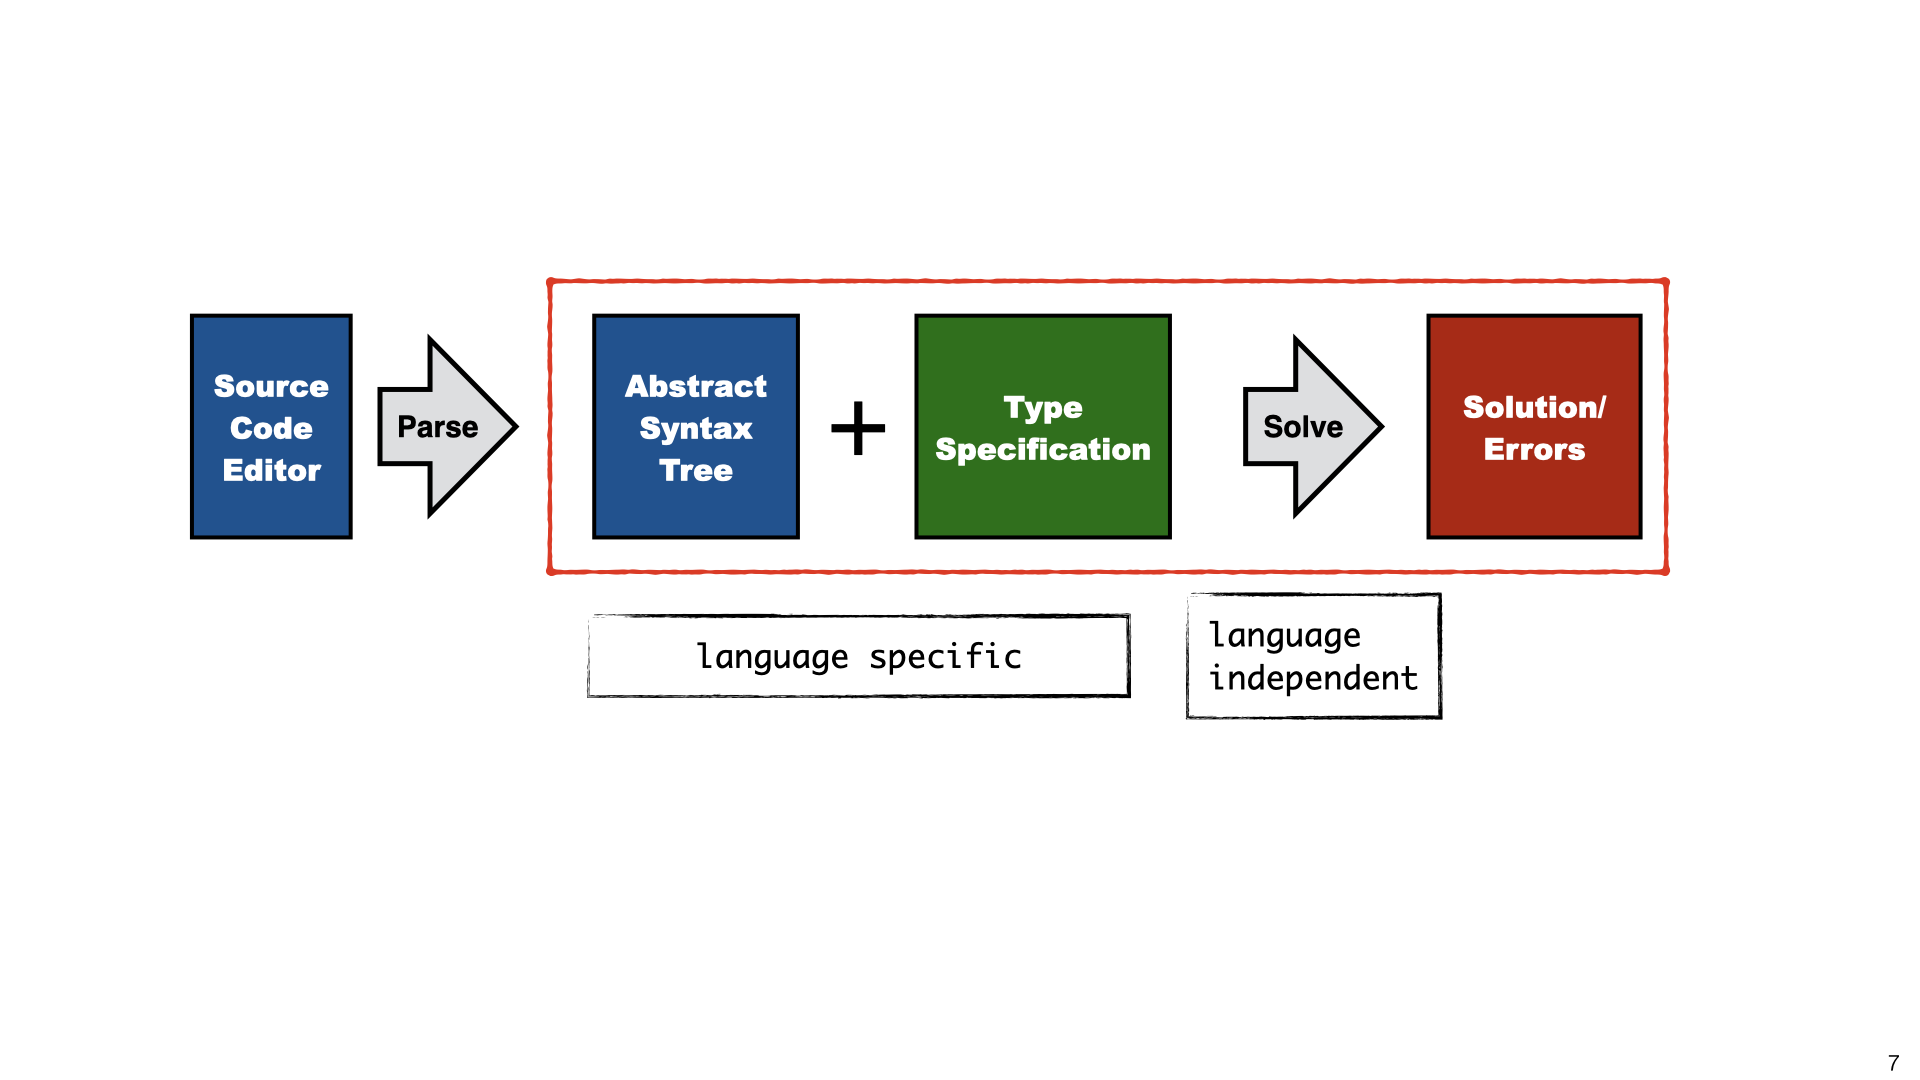 Source
Code
Editor
Parse
Abstract
Syntax
Tree
+
Type
Specification
Solve
Solution/
Errors
language specific
language
independent
7